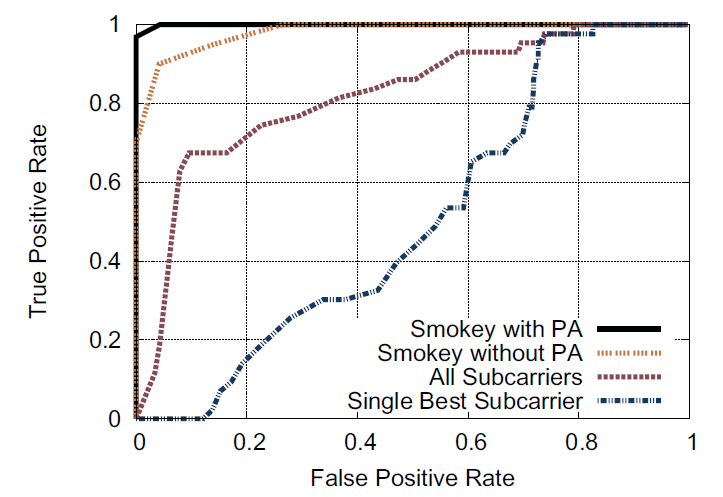 1
0.8
0.6
0.4
0.2
0
True Positive Rate
Smokey with PA
Smokey without PA
All Subcarriers
Single Best Subcarrier
0 0.2 0.4 0.6 0.8 1
False Positive Rate